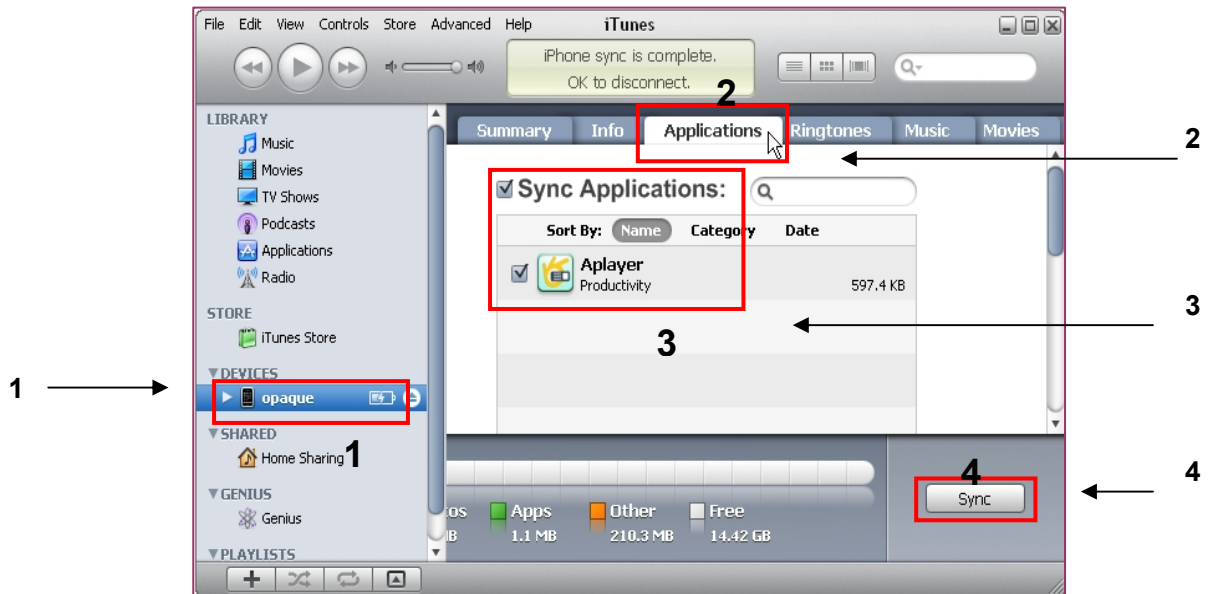 File Edit View Controls Store Advanced Help iTunes
iPhone sync is complete.
OK to disconnect.
2
LIBRARY
Music
Movies
TV Shows
Podcasts
Applications
Radio
STORE
iTunes Store
DEVICES
opaque
1
1
SHARED
Home Sharing
GENIUS
Genius
PLAYLISTS
Summary Info Applications Ringtones Music Movies
2
Sync Applications:
Sort By: Name Category Date
Aplayer
Productivity 597.4 KB
3
3
os Apps Other Free
1.1 MB 210.3 MB 14.42 GB
4
Sync
4